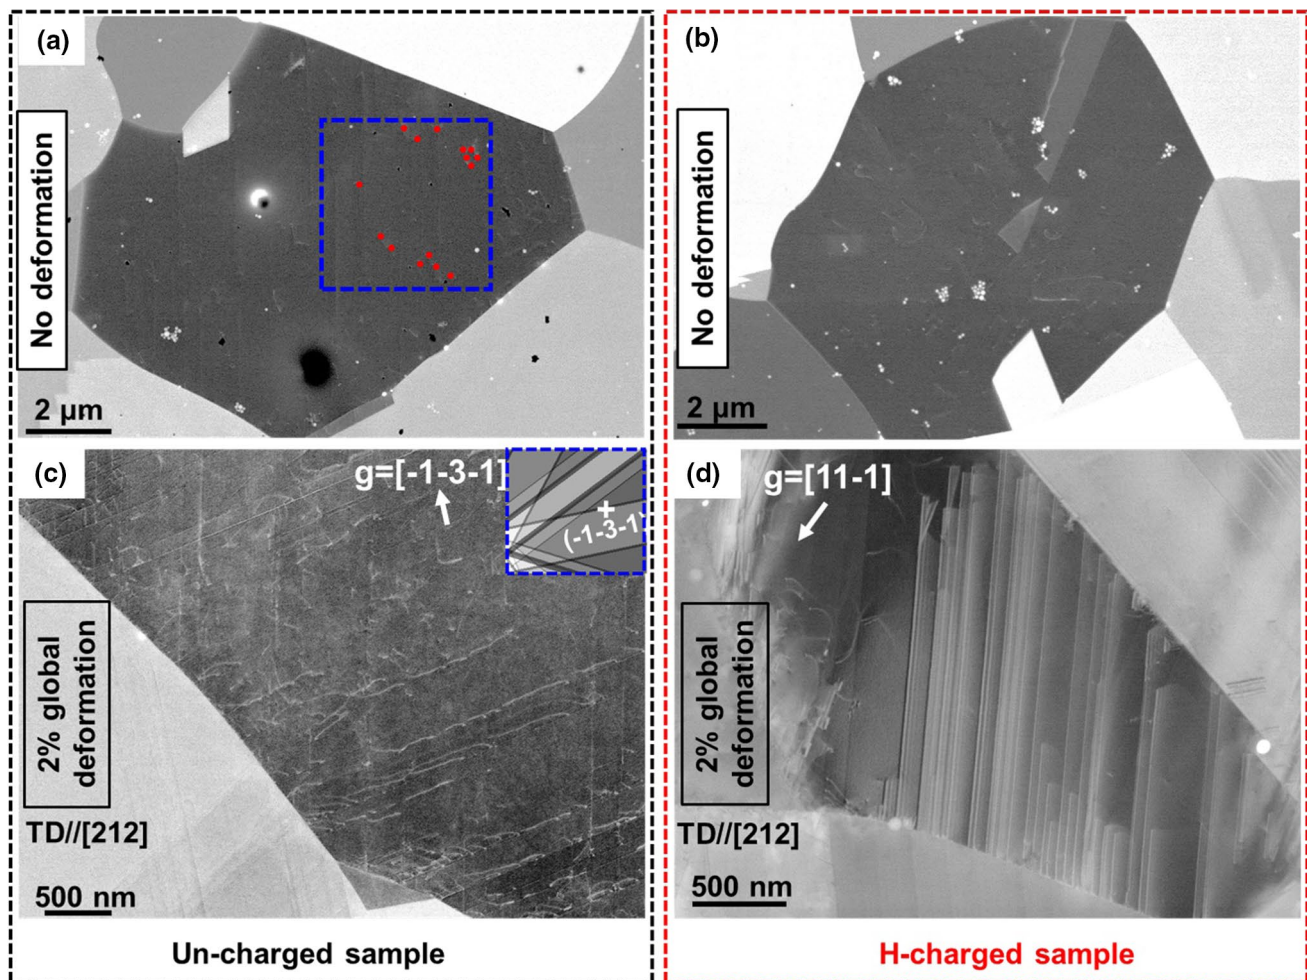 (a)
No deformation
2 µm
(b)
No deformation
2 µm
(c)
g=[-1-3-1]
(-1-3-1)
2% global
deformation
TD//[212]
500 nm
(d)
g=[11-1]
2% global
deformation
TD//[212]
500 nm
Un-charged sample
H-charged sample